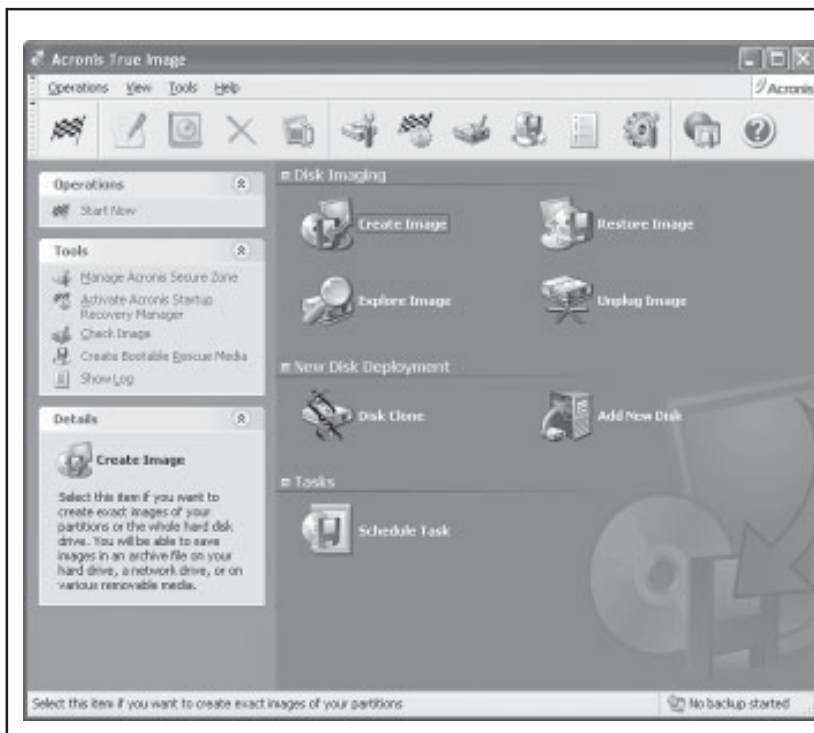 Acronis True Image
Operations View Tools Help
Acronis
Operations
Start Now
Tools
Manage Acronis Secure Zone
Activate Acronis Startup
Recovery Manager
Check Image
Create Bootable Rescue Media
Show Log
Details
Create Image
Select this item if you want to
create exact images of your
partitions or the whole hard disk
drive. You will be able to save
images in an archive file on your
hard drive, a network drive, or on
various removable media.
Disk Imaging
Create Image
Restore Image
Explore Image
Unplug Image
New Disk Deployment
Disk Clone
Add New Disk
Tasks
Schedule Task
Select this item if you want to create exact images of your partitions
No backup started